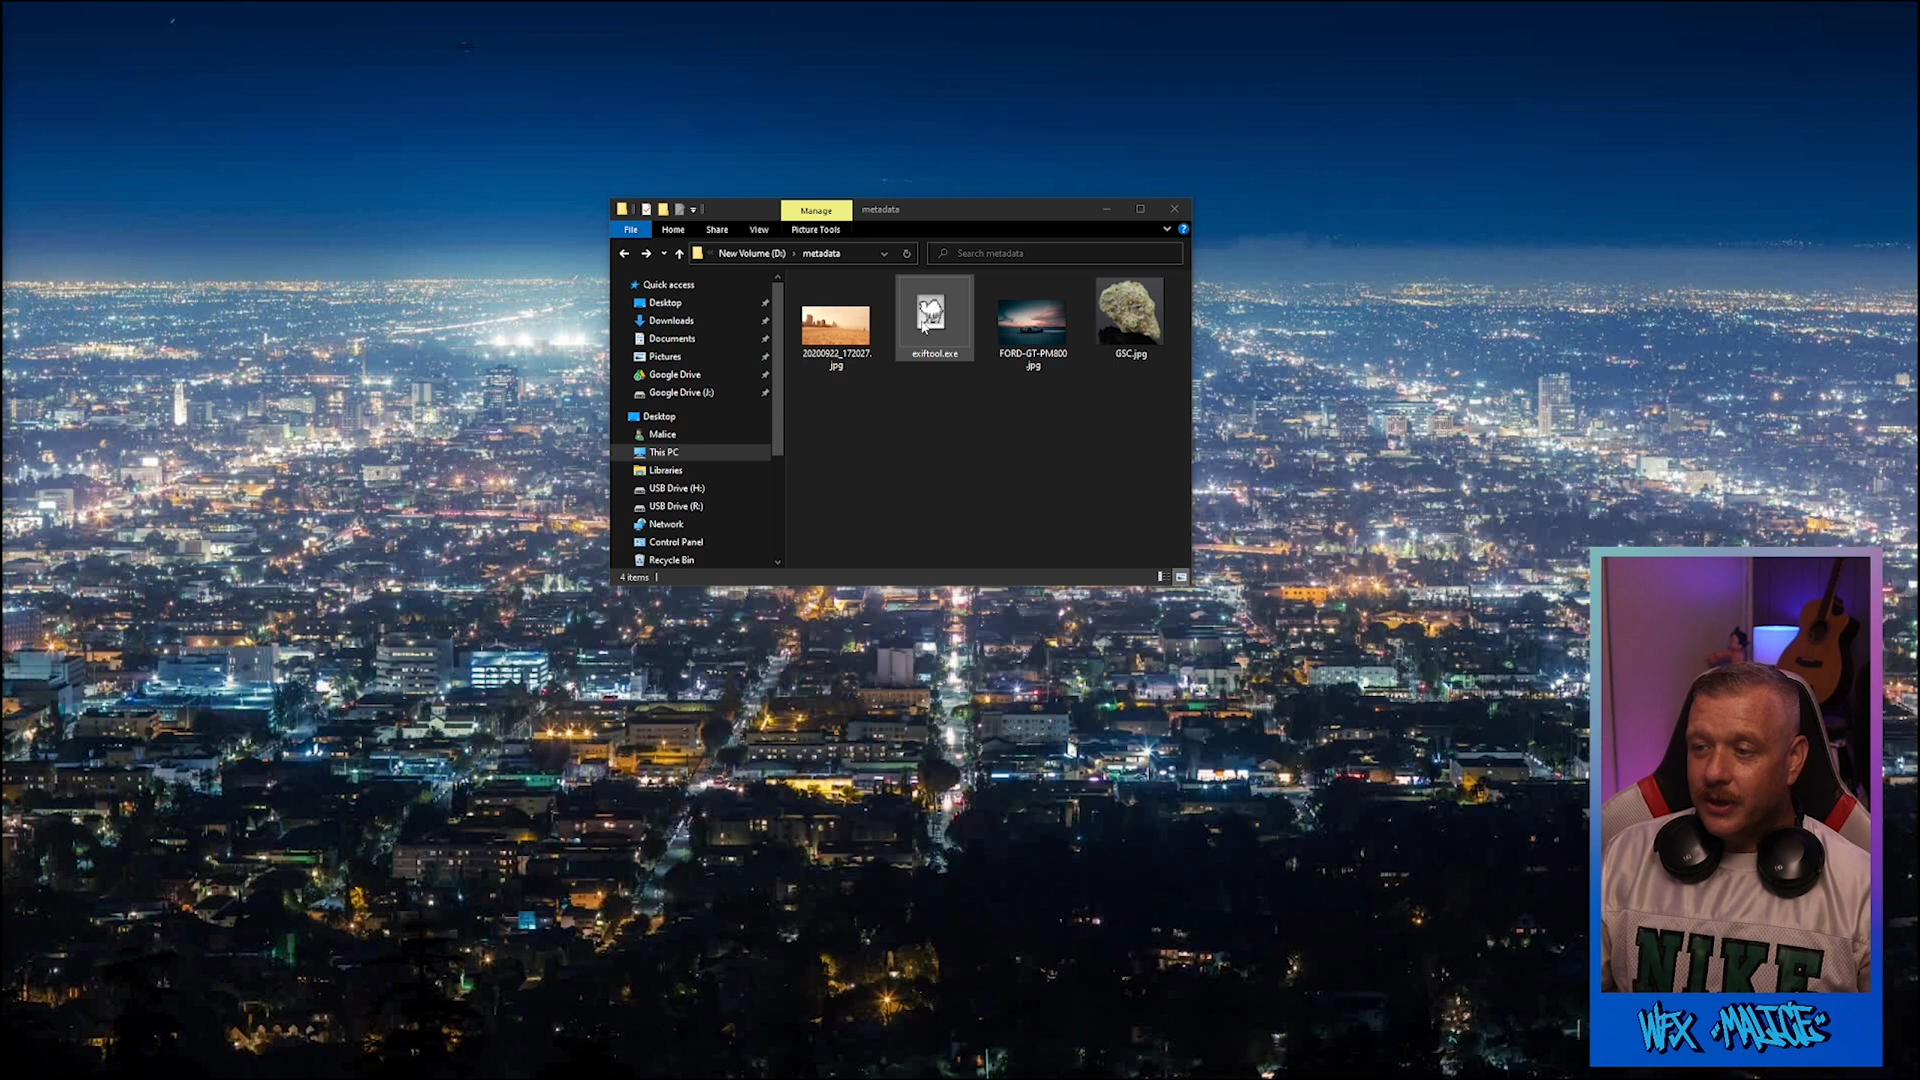 Manage
metadata
File
Home
Share
View
Picture Tools
New Volume (D:) › metadata
Search metadata
Quick access
Desktop
Downloads
Documents
Pictures
Google Drive
Google Drive (J:)
Desktop
Malice
This PC
Libraries
USB Drive (H:)
USB Drive (R:)
Network
Control Panel
Recycle Bin
20200922_172027.
jpg
exiftool.exe
FORD-GT-PM800
.jpg
GSC.jpg
4 items
NIKE
WFX MALICE